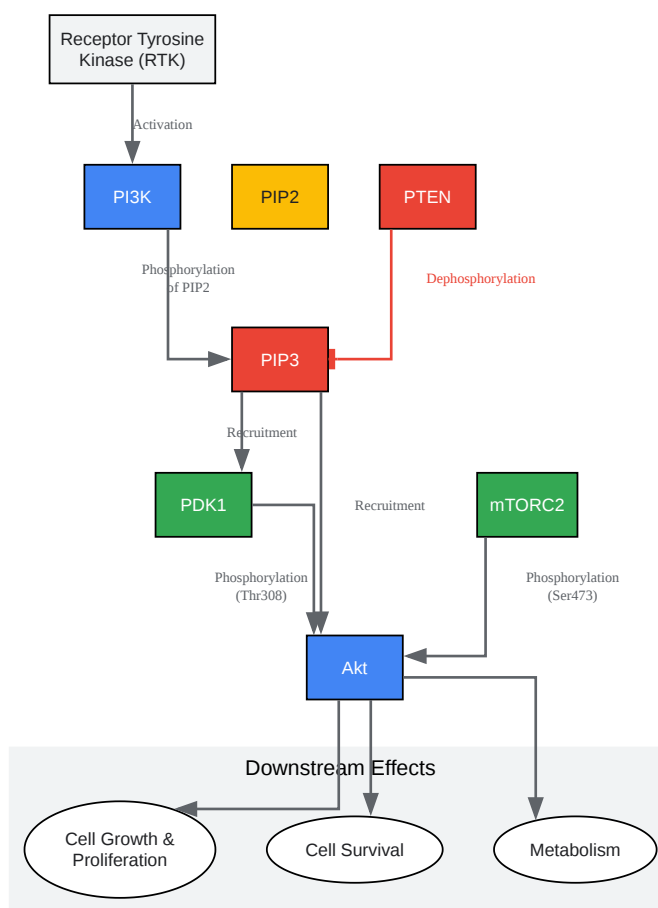 Receptor Tyrosine
Kinase (RTK)
Activation
PI3K
PIP2
PTEN
Phosphorylation
of PIP2
Dephosphorylation
PIP3
Recruitment
PDK1
Recruitment
mTORC2
Phosphorylation
(Thr308)
Phosphorylation
(Ser473)
Akt
Downstream Effects
Cell Growth &
Proliferation
Cell Survival
Metabolism